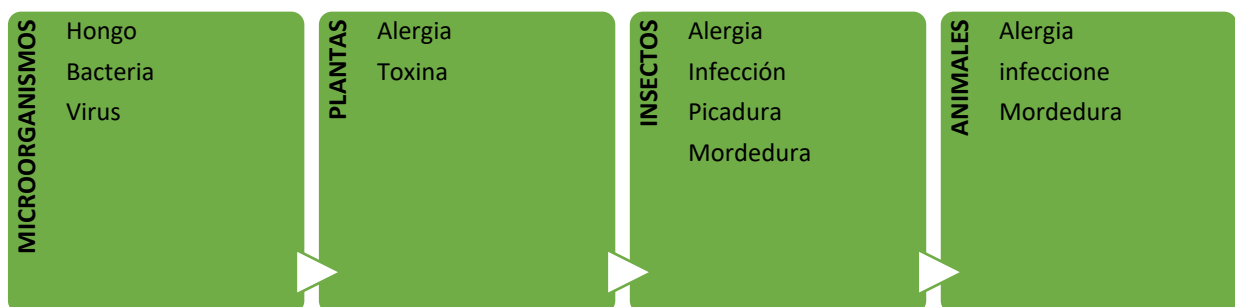 MICROORGANISMOS
Hongo
Bacteria
Virus
PLANTAS
Alergia
Toxina
INSECTOS
Alergia
Infección
Picadura
Mordedura
ANIMALES
Alergia
infeccione
Mordedura